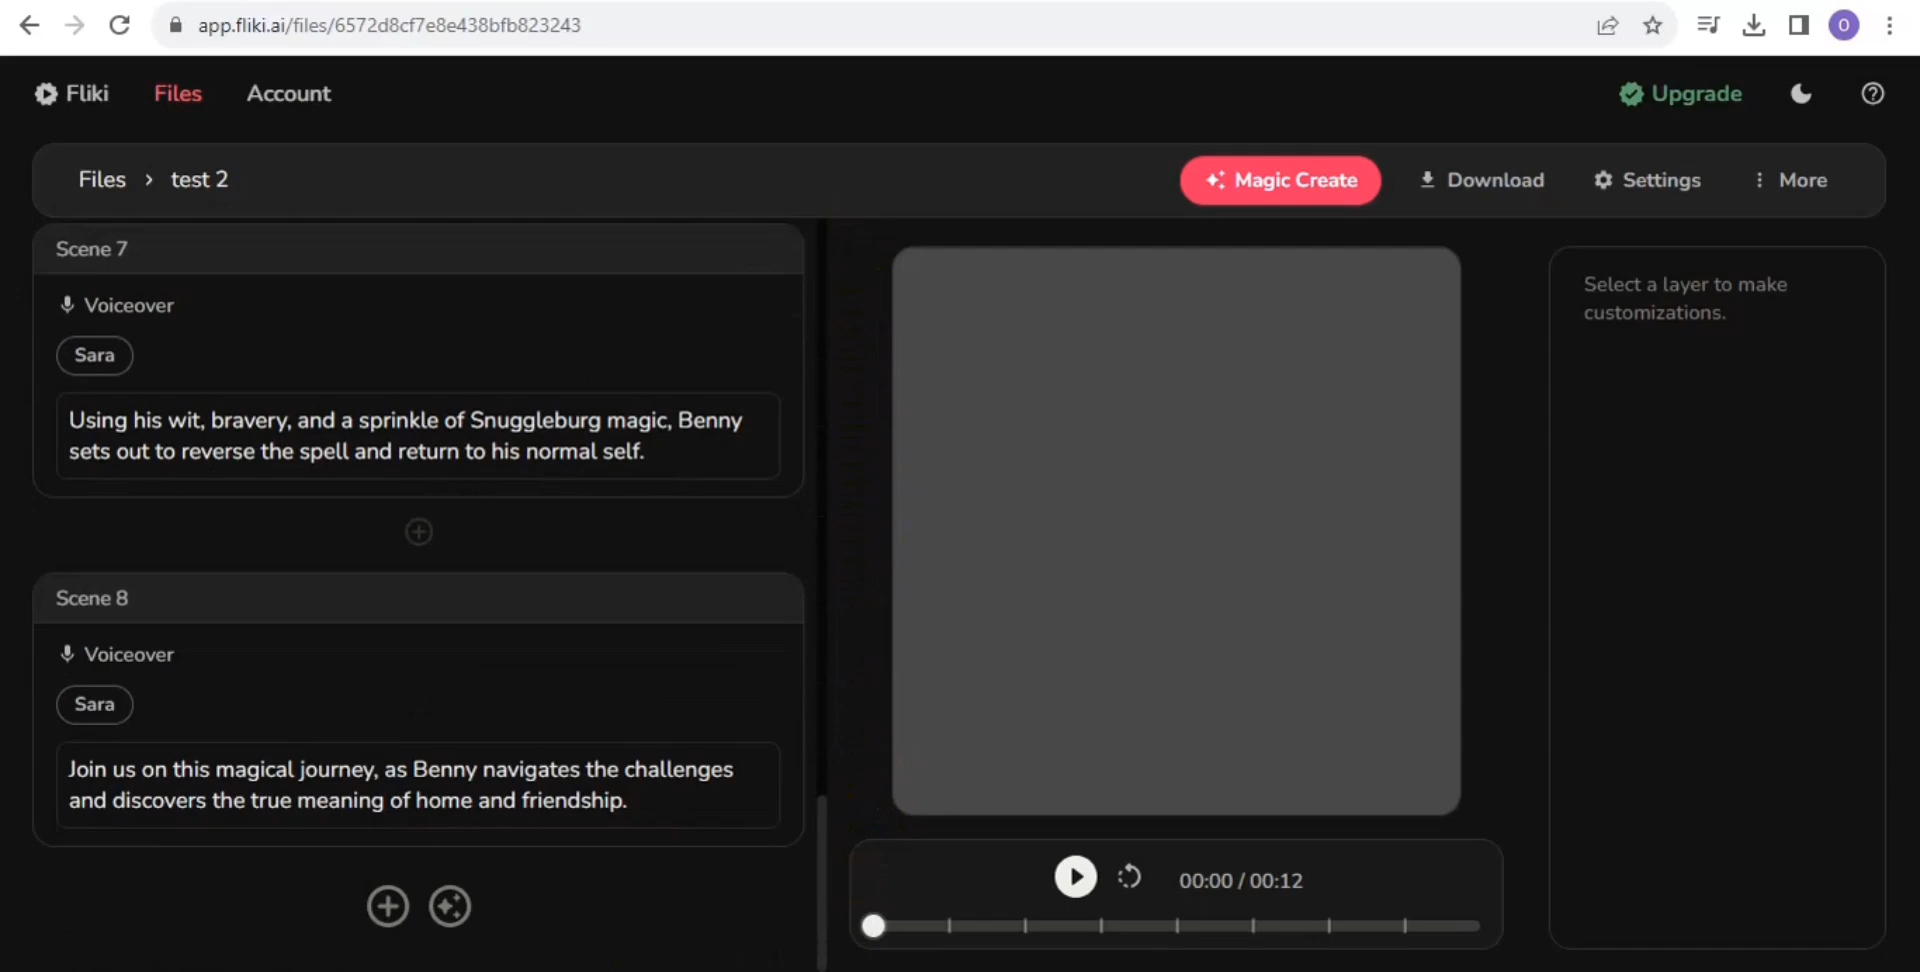 app.fliki.ai/files/6572d8cf7e8e438bfb823243
O
Fliki Files Account Upgrade
Files > test 2 Magic Create Download Settings More
Scene 7
Voiceover
Sara
Using his wit, bravery, and a sprinkle of Snuggleburg magic, Benny
sets out to reverse the spell and return to his normal self.
Scene 8
Voiceover
Sara
Join us on this magical journey, as Benny navigates the challenges
and discovers the true meaning of home and friendship.
00:00 / 00:12
Select a layer to make
customizations.